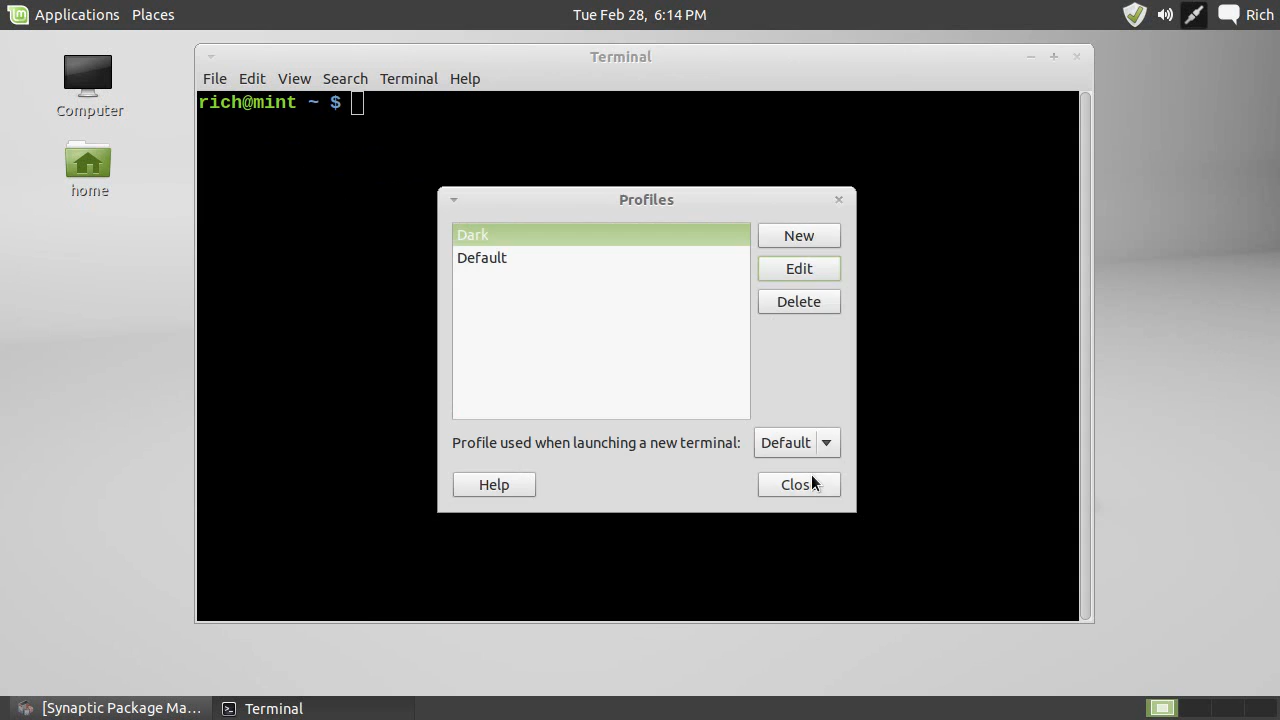 Applications Places Tue Feb 28, 6:14 PM Rich
Terminal
File Edit View Search Terminal Help
rich@mint ~ $
Computer
home
Profiles
Dark
Default
New
Edit
Delete
Profile used when launching a new terminal: Default
Help Clos
[Synaptic Package Ma... Terminal